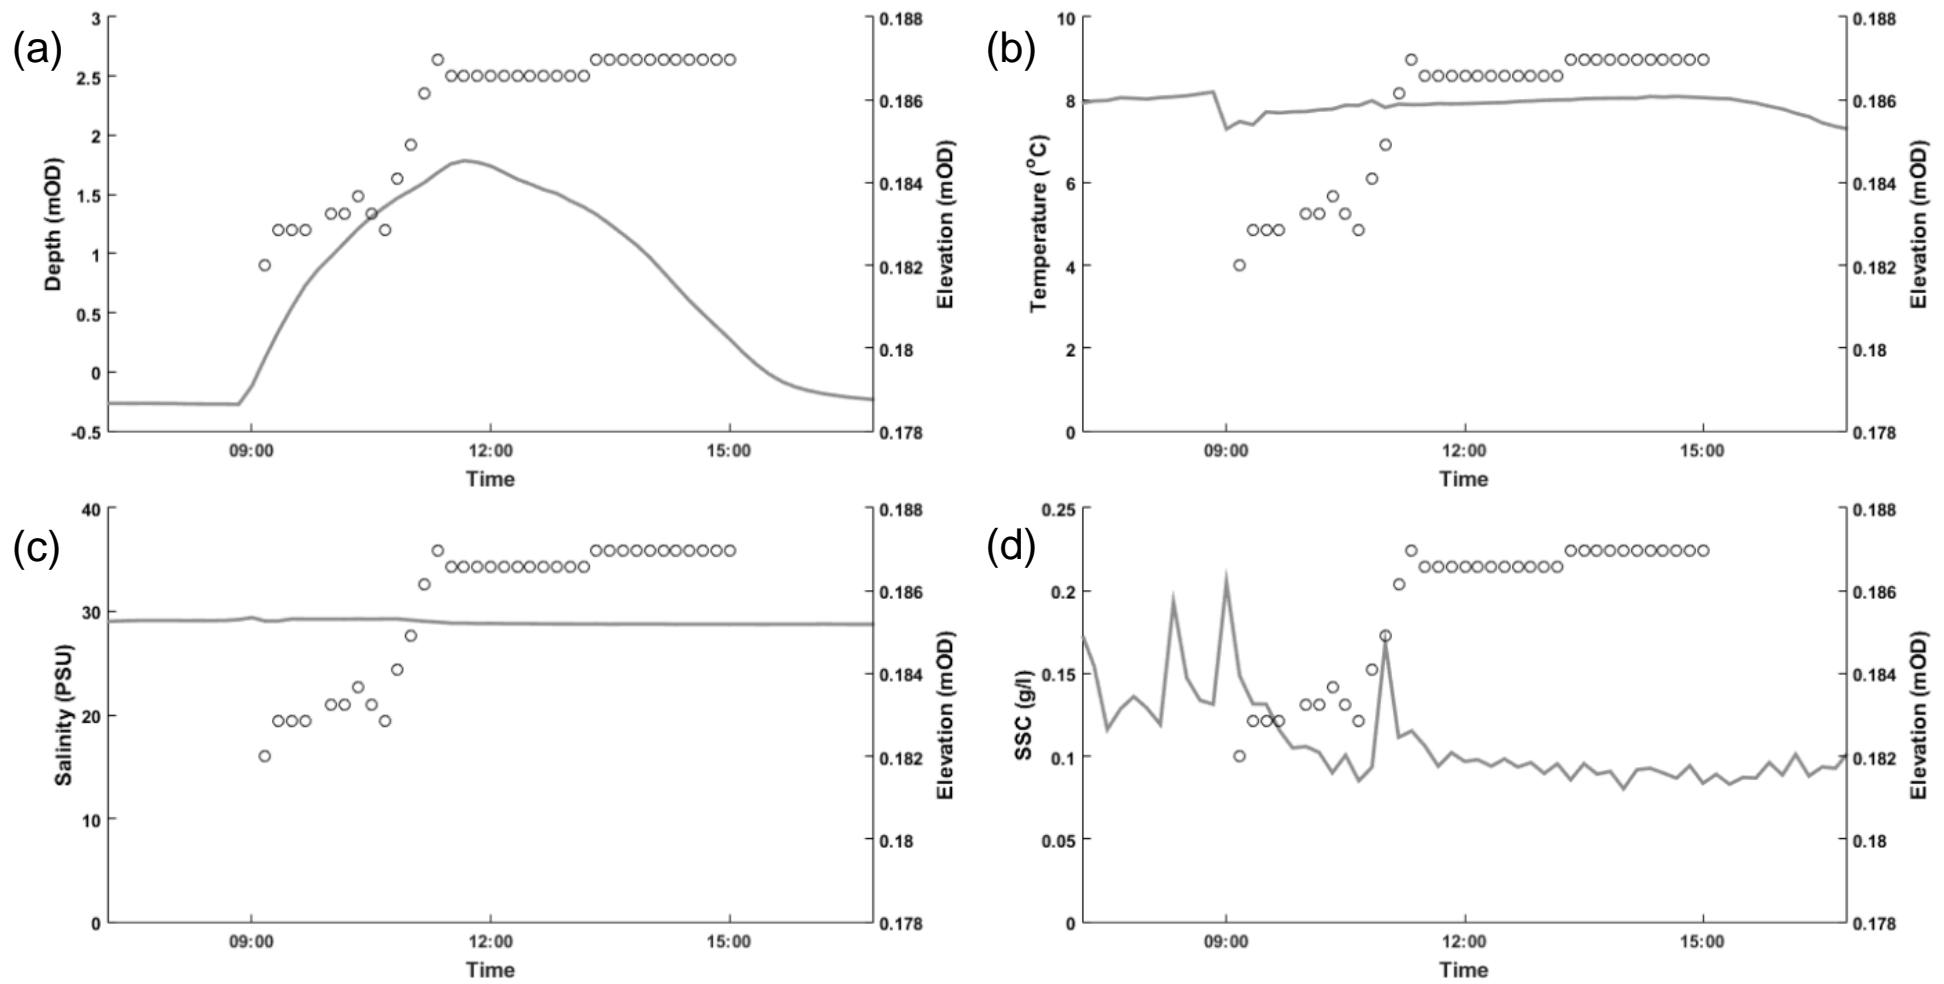 (a)
3
2.5
2
1.5
1
0.5
0
-0.5
Depth (mOD)
0.188
0.186
0.184
0.182
0.18
0.178
Elevation (mOD)
09:00 12:00 15:00
Time
(b)
10
8
6
4
2
0
Temperature (°C)
0.188
0.186
0.184
0.182
0.18
0.178
Elevation (mOD)
09:00 12:00 15:00
Time
(c)
40
30
20
10
0
Salinity (PSU)
0.188
0.186
0.184
0.182
0.18
0.178
Elevation (mOD)
09:00 12:00 15:00
Time
(d)
0.25
0.2
0.15
0.1
0.05
0
SSC (g/l)
0.188
0.186
0.184
0.182
0.18
0.178
Elevation (mOD)
09:00 12:00 15:00
Time